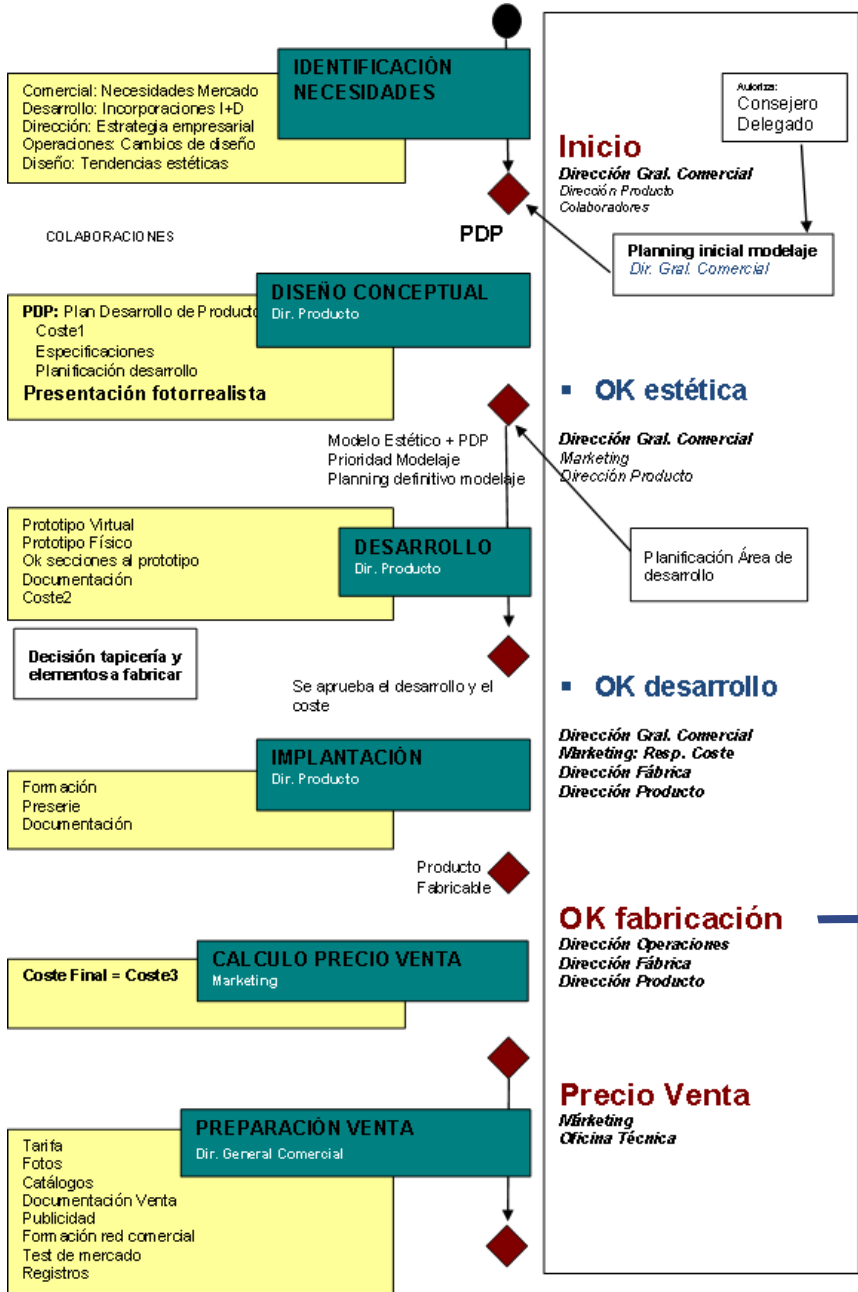 IDENTIFICACIÓN
NECESIDADES
Comercial: Necesidades Mercado
Desarrollo: Incorporaciones I+D
Dirección: Estrategia empresarial
Operaciones: Cambios de diseño
Diseño: Tendencias estéticas
Autoriza:
Consejero
Delegado
Inicio
Dirección Gral. Comercial
Dirección Producto
Colaboradores
COLABORACIONES
PDP
Planning inicial modelaje
Dir. Gral. Comercial
DISEÑO CONCEPTUAL
Dir. Producto
PDP: Plan Desarrollo de Producto
Coste1
Especificaciones
Planificación desarrollo
Presentación fotorrealista
▪ OK estética
Dirección Gral. Comercial
Marketing
Dirección Producto
Modelo Estético + PDP
Prioridad Modelaje
Planning definitivo modelaje
Prototipo Virtual
Prototipo Físico
Ok secciones al prototipo
Documentación
Coste2
DESARROLLO
Dir. Producto
Planificación Área de
desarrollo
Decisión tapicería y
elementos a fabricar
Se aprueba el desarrollo y el
coste
▪ OK desarrollo
Dirección Gral. Comercial
Marketing: Resp. Coste
Dirección Fábrica
Dirección Producto
IMPLANTACIÓN
Dir. Producto
Formación
Preserie
Documentación
Producto
Fabricable
OK fabricación
Dirección Operaciones
Dirección Fábrica
Dirección Producto
CALCULO PRECIO VENTA
Marketing
Coste Final = Coste3
Precio Venta
Márketing
Oficina Técnica
PREPARACIÓN VENTA
Dir. General Comercial
Tarifa
Fotos
Catálogos
Documentación Venta
Publicidad
Formación red comercial
Test de mercado
Registros